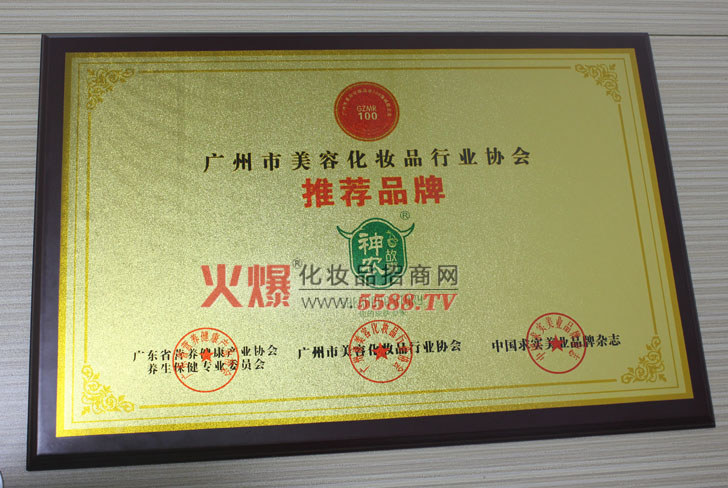 GZMR
100
广州市美容化妆品行业协会
推荐品牌
®
神农
故里
火爆®化妆品招商网
www.5588.TV
广东省营养健康产业协会
养生保健专业委员会
广州市美容化妆品行业协会
中国求实美业品牌杂志